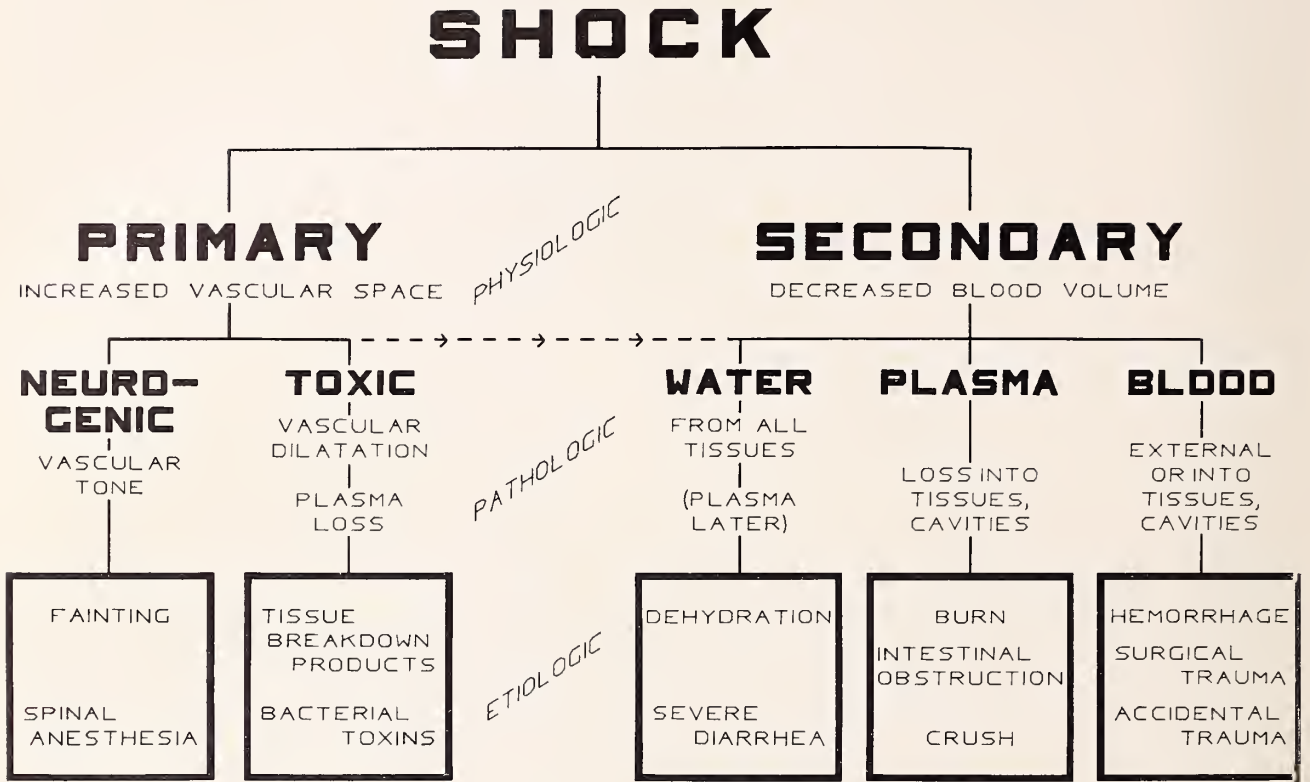 SHOCK
PRIMARY
INCREASED VASCULAR SPACE
PHYSIOLOGIC
SECONDARY
DECREASED BLOOD VOLUME
NEURO-
GENIC
VASCULAR
TONE
TOXIC
VASCULAR
DILATATION
PLASMA
LOSS
PATHOLOGIC
WATER
FROM ALL
TISSUES
(PLASMA
LATER)
PLASMA
LOSS INTO
TISSUES,
CAVITIES
BLOOD
EXTERNAL
OR INTO
TISSUES,
CAVITIES
FAINTING
SPINAL
ANESTHESIA
TISSUE
BREAKDOWN
PRODUCTS
BACTERIAL
TOXINS
ETIOLOGIC
DEHYDRATION
SEVERE
DIARRHEA
BURN
INTESTINAL
OBSTRUCTION
CRUSH
HEMORRHAGE
SURGICAL
TRAUMA
ACCIDENTAL
TRAUMA